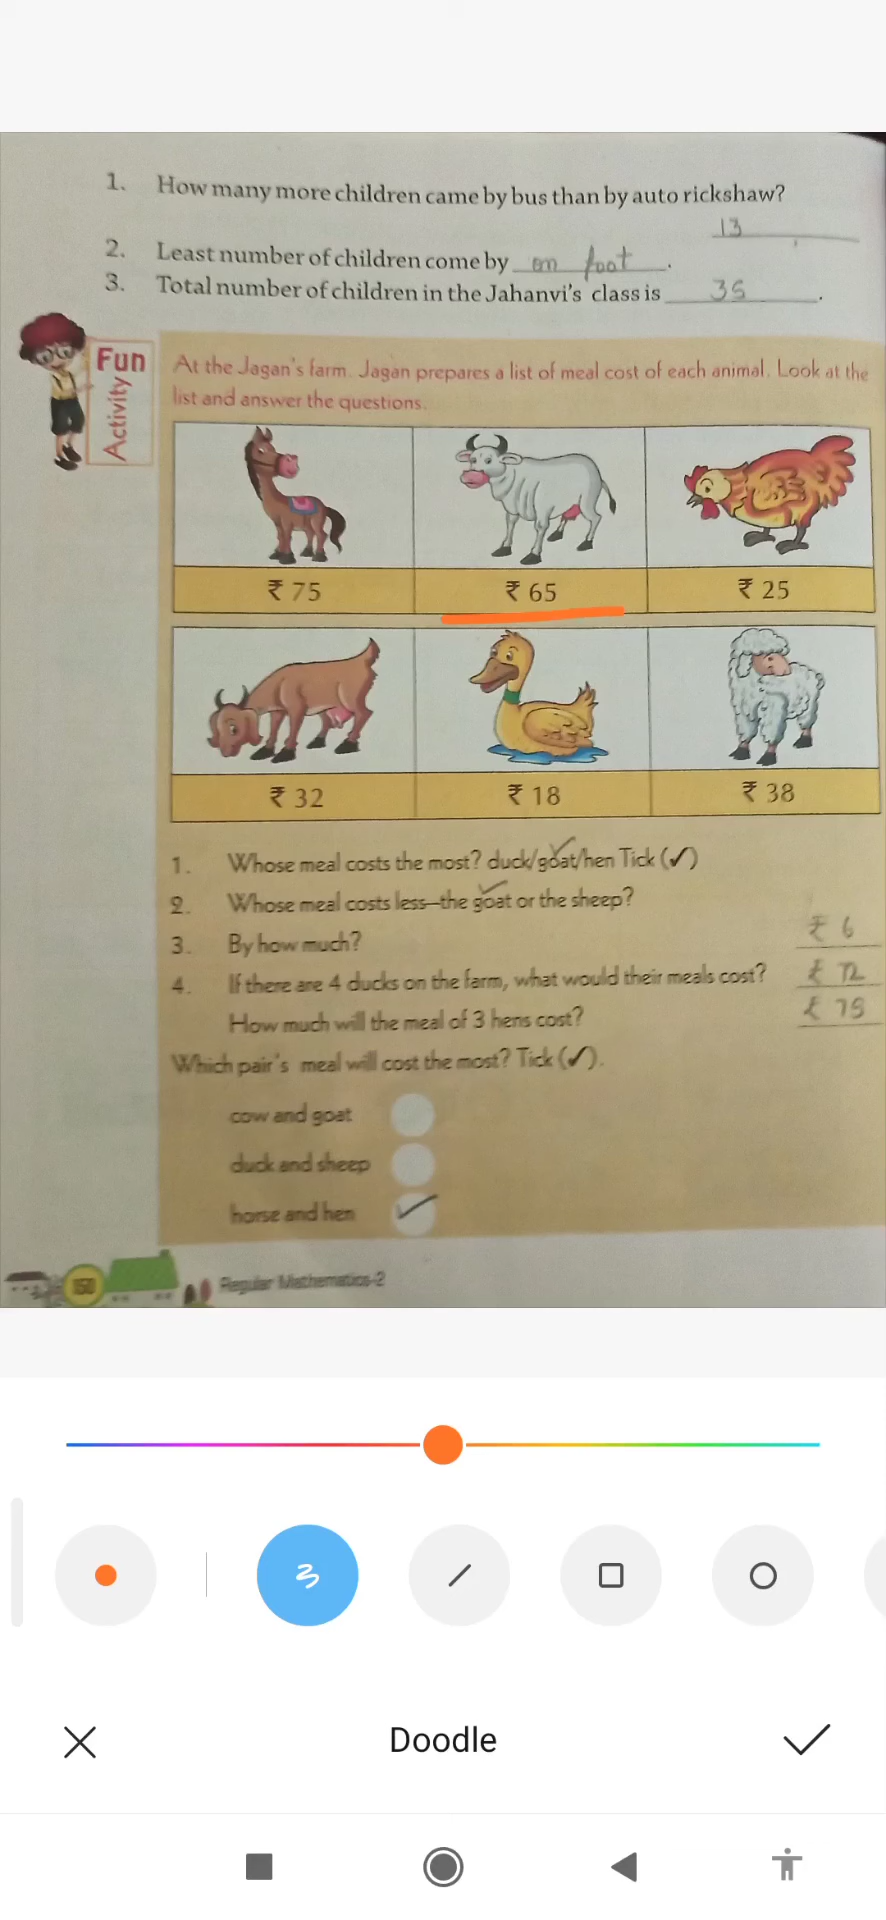 1. How many more children came by bus than by auto rickshaw?
13
2. Least number of children come by on foot.
3. Total number of children in the Jahanvi's class is 35.
Fun
Activity
At the Jagan's farm. Jagan prepares a list of meal cost of each animal. Look at the
list and answer the questions.
₹ 75 ₹ 65 ₹ 25
₹ 32 ₹ 18 ₹ 38
1. Whose meal costs the most? duck/goat/hen Tick (✓)
2. Whose meal costs less—the goat or the sheep?
3. By how much? ₹ 6
4. If there are 4 ducks on the farm, what would their meals cost? ₹ 72
How much will the meal of 3 hens cost? ₹ 75
Which pair's meal will cost the most? Tick (✓).
cow and goat
duck and sheep
horse and hen ✓
150 Regular Mathematics-2
Doodle